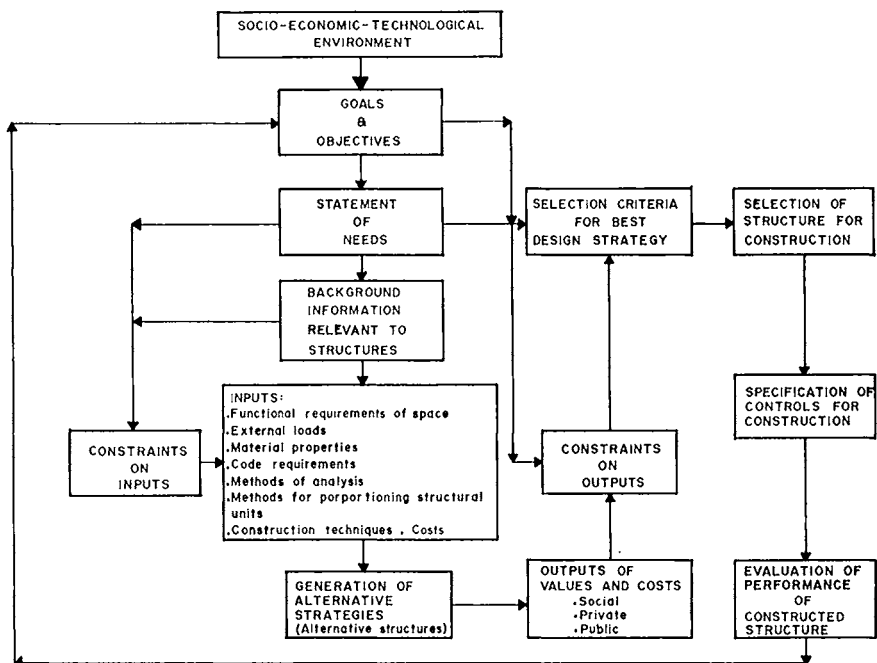 SOCIO-ECONOMIC-TECHNOLOGICAL
ENVIRONMENT
GOALS
&
OBJECTIVES
STATEMENT
OF
NEEDS
SELECTION CRITERIA
FOR BEST
DESIGN STRATEGY
SELECTION OF
STRUCTURE FOR
CONSTRUCTION
BACKGROUND
INFORMATION
RELEVANT TO
STRUCTURES
INPUTS:
.Functional requirements of space
.External loads
.Material properties
.Code requirements
.Methods of analysis
.Methods for porportioning structural
units
.Construction techniques , Costs
CONSTRAINTS
ON
INPUTS
CONSTRAINTS
ON
OUTPUTS
SPECIFICATION OF
CONTROLS FOR
CONSTRUCTION
GENERATION OF
ALTERNATIVE
STRATEGIES
(Alternative structures)
OUTPUTS OF
VALUES AND COSTS
.Social
.Private
.Public
EVALUATION OF
PERFORMANCE
OF
CONSTRUCTED
STRUCTURE